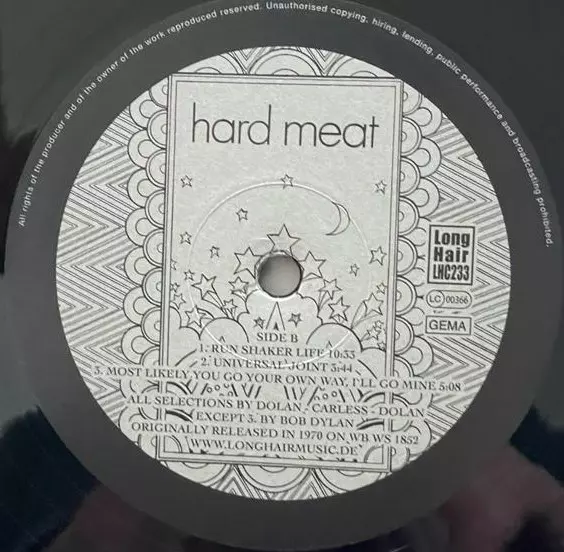 All rights of the producer and of the owner of the work reproduced reserved. Unauthorised copying, hiring, lending, public performance and broadcasting prohibited.
hard meat
Long
Hair
LHC233
LC 00366
GEMA
SIDE B
1. RUN SHAKER LIFE 10:33
2. UNIVERSAL JOINT 3:44
3. MOST LIKELY YOU GO YOUR OWN WAY, I'LL GO MINE 5:08
ALL SELECTIONS BY DOLAN - CARLESS - DOLAN
EXCEPT 3. BY BOB DYLAN
ORIGINALLY RELEASED IN 1970 ON WB WS 1852
WWW.LONGHAIRMUSIC.DE